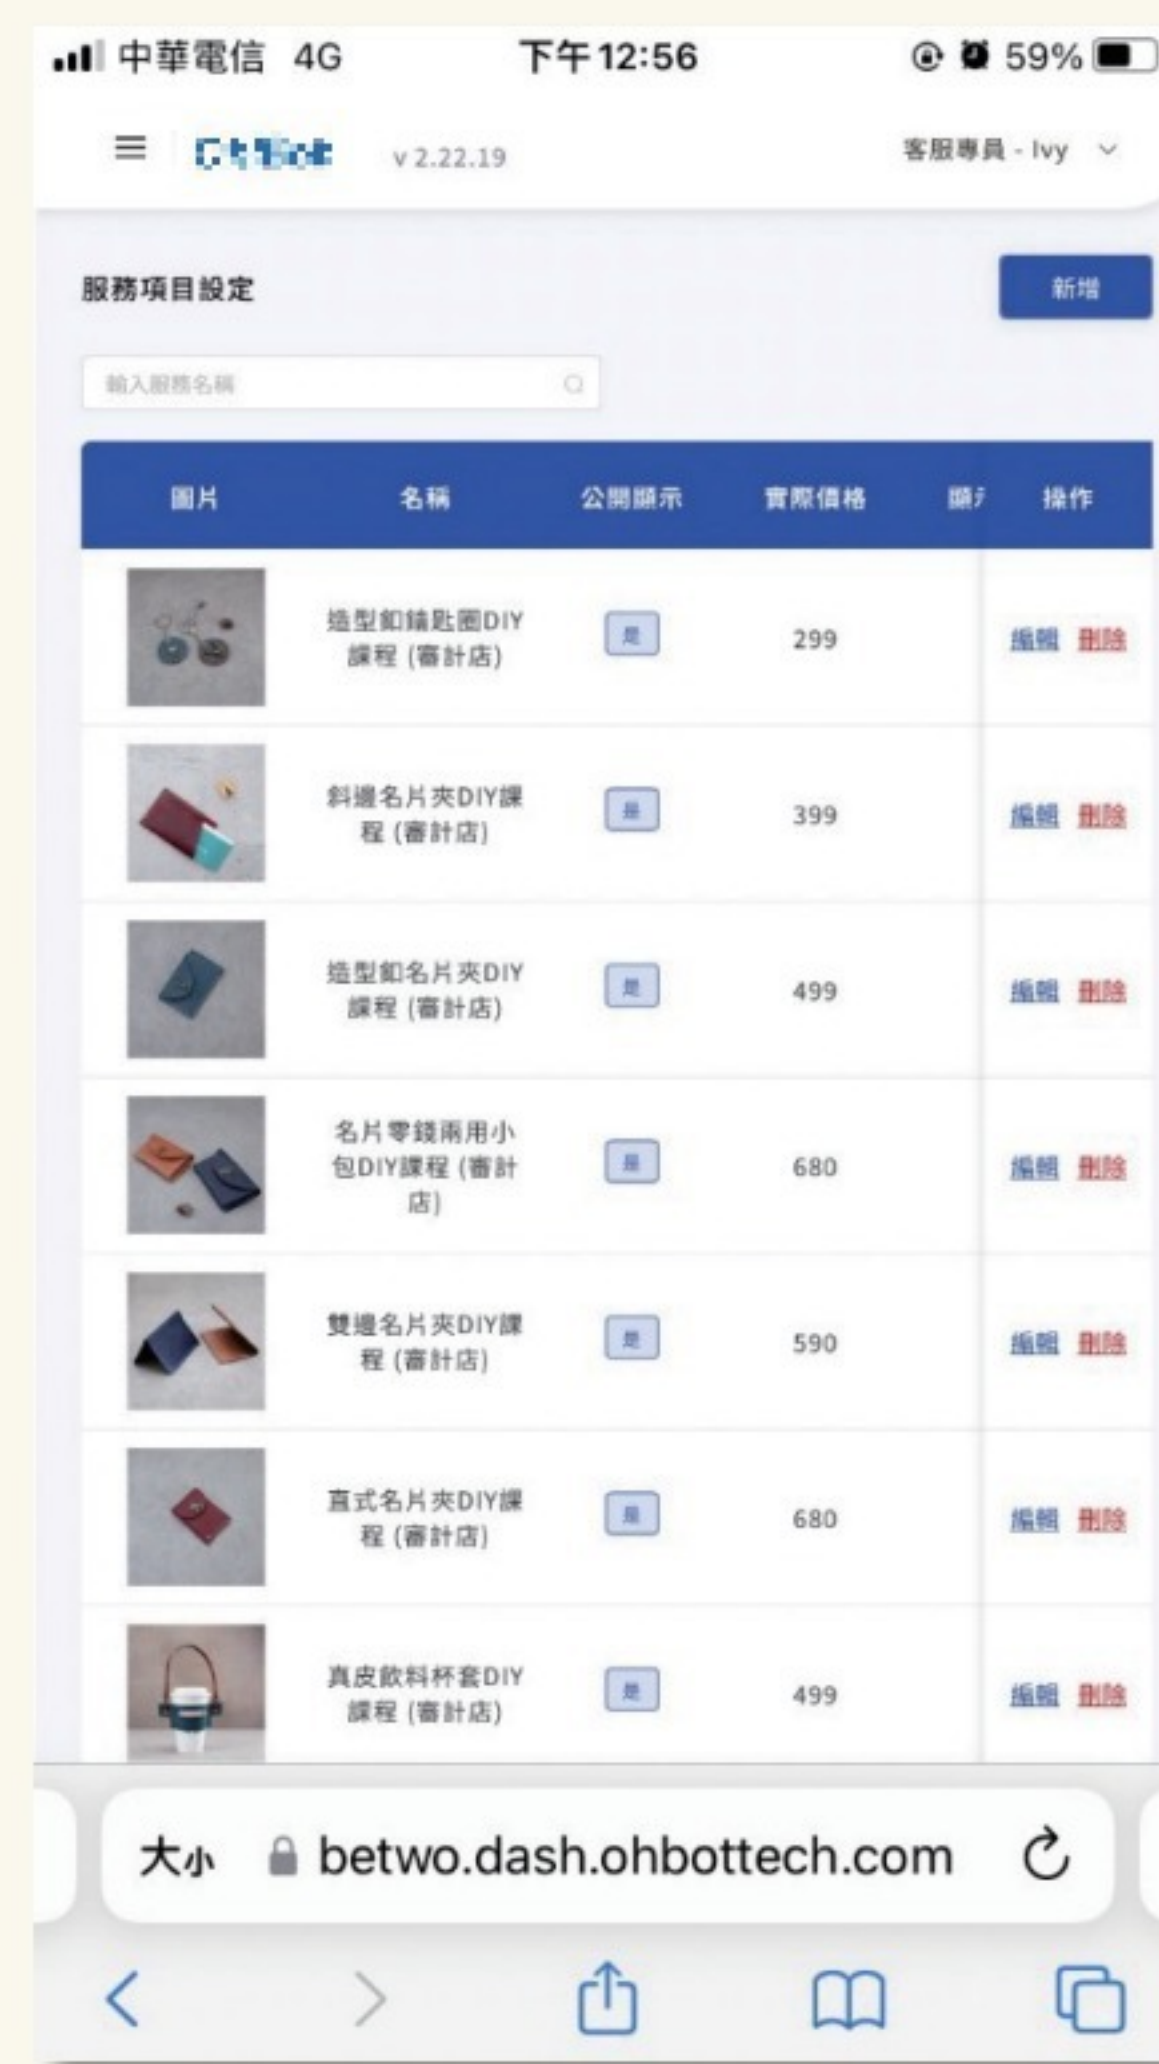 中華電信 4G 下午12:56 59%
v 2.22.19 客服專員 - Ivy
服務項目設定 新增
輸入服務名稱
圖片 名稱 公開顯示 實際價格 顯示 操作
造型釦鑰匙圈DIY
課程 (審計店)
是 299 編輯 刪除
斜邊名片夾DIY課
程 (審計店)
是 399 編輯 刪除
造型釦名片夾DIY
課程 (審計店)
是 499 編輯 刪除
名片零錢兩用小
包DIY課程 (審計
店)
是 680 編輯 刪除
雙邊名片夾DIY課
程 (審計店)
是 590 編輯 刪除
直式名片夾DIY課
程 (審計店)
是 680 編輯 刪除
真皮飲料杯套DIY
課程 (審計店)
是 499 編輯 刪除
大小 betwo.dash.ohbottech.com